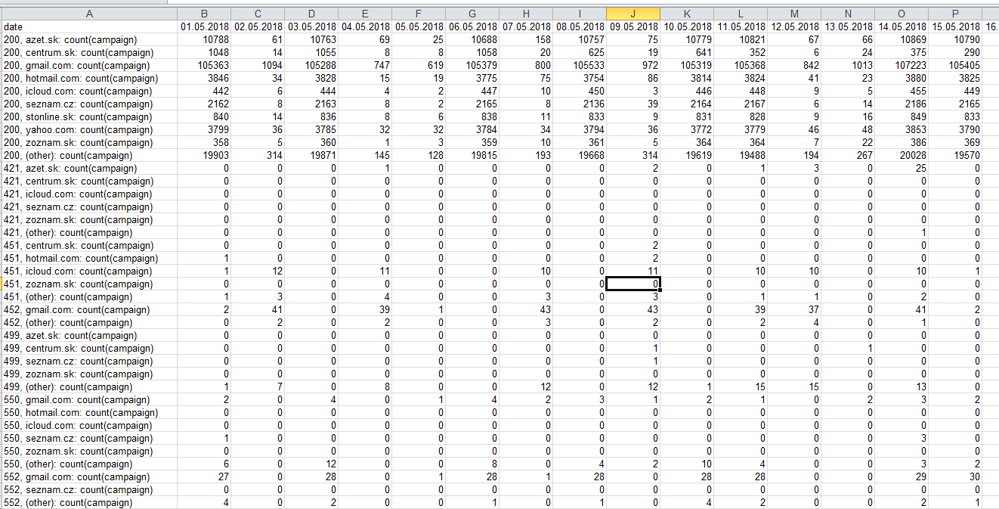 A B C D E F G H I J K L M N O P
date 01.05.2018 02.05.2018 03.05.2018 04.05.2018 05.05.2018 06.05.2018 07.05.2018 08.05.2018 09.05.2018 10.05.2018 11.05.2018 12.05.2018 13.05.2018 14.05.2018 15.05.2018 16.
200, azet.sk: count(campaign) 10788 61 10763 69 25 10688 158 10757 75 10779 10821 67 66 10869 10790
200, centrum.sk: count(campaign) 1048 14 1055 8 8 1058 20 625 19 641 352 6 24 375 290
200, gmail.com: count(campaign) 105363 1094 105288 747 619 105379 800 105533 972 105319 105368 842 1013 107223 105405
200, hotmail.com: count(campaign) 3846 34 3828 15 19 3775 75 3754 86 3814 3824 41 23 3880 3825
200, icloud.com: count(campaign) 442 6 444 4 2 447 10 450 3 446 448 9 5 455 449
200, seznam.cz: count(campaign) 2162 8 2163 8 2 2165 8 2136 39 2164 2167 6 14 2186 2165
200, stonline.sk: count(campaign) 840 14 836 8 6 838 11 833 9 831 828 9 16 849 833
200, yahoo.com: count(campaign) 3799 36 3785 32 32 3784 34 3794 36 3772 3779 46 48 3853 3790
200, zoznam.sk: count(campaign) 358 5 360 1 3 359 10 361 5 364 364 7 22 386 369
200, (other): count(campaign) 19903 314 19871 145 128 19815 193 19668 314 19619 19488 194 267 20028 19570
421, azet.sk: count(campaign) 0 0 0 1 0 0 0 0 2 0 1 3 0 25 0
421, centrum.sk: count(campaign) 0 0 0 0 0 0 0 0 0 0 0 0 0 0 0
421, icloud.com: count(campaign) 0 0 0 0 0 0 0 0 0 0 0 0 0 0 0
421, seznam.cz: count(campaign) 0 0 0 0 0 0 0 0 0 0 0 0 0 0 0
421, zoznam.sk: count(campaign) 0 0 0 0 0 0 0 0 0 0 0 0 0 0 0
421, (other): count(campaign) 0 0 0 0 0 0 0 0 0 0 0 0 0 1 0
451, centrum.sk: count(campaign) 0 0 0 0 0 0 0 0 2 0 0 0 0 0 0
451, hotmail.com: count(campaign) 1 0 0 0 0 0 0 0 2 0 0 0 0 0 0
451, icloud.com: count(campaign) 1 12 0 11 0 0 10 0 11 0 10 10 0 10 1
451, zoznam.sk: count(campaign) 0 0 0 0 0 0 0 0 0 0 0 0 0 0 0
451, (other): count(campaign) 1 3 0 4 0 0 3 0 3 0 1 1 0 2 0
452, gmail.com: count(campaign) 2 41 0 39 1 0 43 0 43 0 39 37 0 41 2
452, (other): count(campaign) 0 2 0 2 0 0 3 0 2 0 2 4 0 1 0
499, azet.sk: count(campaign) 0 0 0 0 0 0 0 0 0 0 0 0 0 0 0
499, centrum.sk: count(campaign) 0 0 0 0 0 0 0 0 1 0 0 0 1 0 0
499, seznam.cz: count(campaign) 0 0 0 0 0 0 0 0 1 0 0 0 0 0 0
499, zoznam.sk: count(campaign) 0 0 0 0 0 0 0 0 0 0 0 0 0 0 0
499, (other): count(campaign) 1 7 0 8 0 0 12 0 12 1 15 15 0 13 0
550, gmail.com: count(campaign) 2 0 4 0 1 4 2 3 1 2 1 0 2 3 2
550, hotmail.com: count(campaign) 0 0 0 0 0 0 0 0 0 0 0 0 0 0 0
550, icloud.com: count(campaign) 0 0 0 0 0 0 0 0 0 0 0 0 0 0 0
550, seznam.cz: count(campaign) 1 0 0 0 0 0 0 0 0 0 0 0 0 3 0
550, zoznam.sk: count(campaign) 0 0 0 0 0 0 0 0 0 0 0 0 0 0 0
550, (other): count(campaign) 6 0 12 0 0 8 0 4 2 10 4 0 0 3 2
552, gmail.com: count(campaign) 27 0 28 0 1 28 1 28 0 28 28 0 0 29 30
552, seznam.cz: count(campaign) 0 0 0 0 0 0 0 0 0 0 0 0 0 0 0
552, (other): count(campaign) 4 0 2 0 0 1 0 1 0 4 2 0 0 2 1